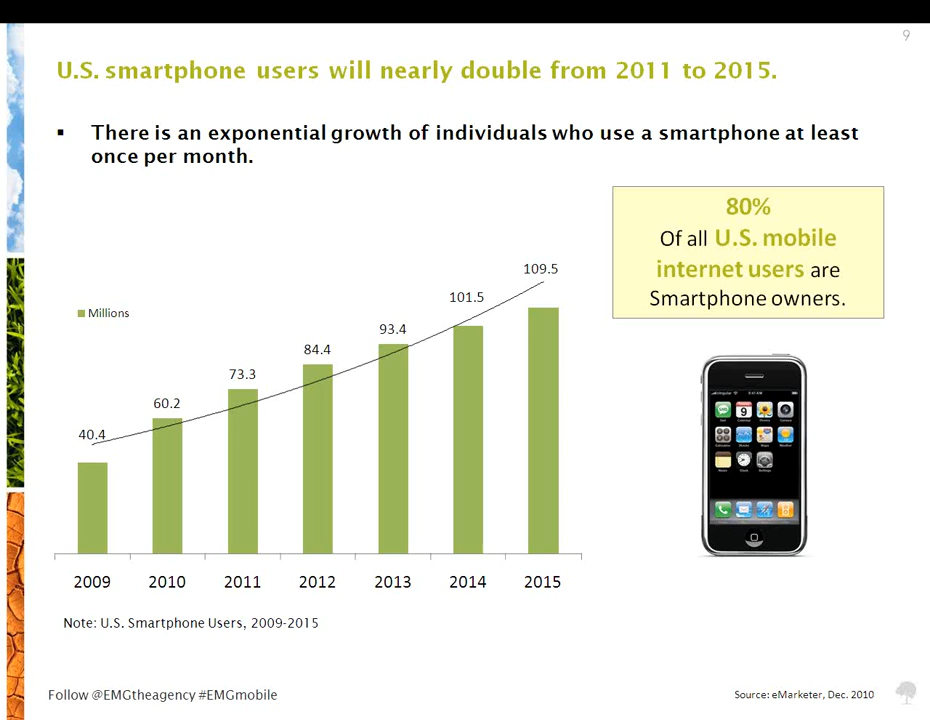 9
U.S. smartphone users will nearly double from 2011 to 2015.
▪ There is an exponential growth of individuals who use a smartphone at least
once per month.
80%
Of all U.S. mobile
internet users are
Smartphone owners.
Millions
40.4
60.2
73.3
84.4
93.4
101.5
109.5
2009 2010 2011 2012 2013 2014 2015
Note: U.S. Smartphone Users, 2009-2015
Follow @EMGtheagency #EMGmobile
Source: eMarketer, Dec. 2010